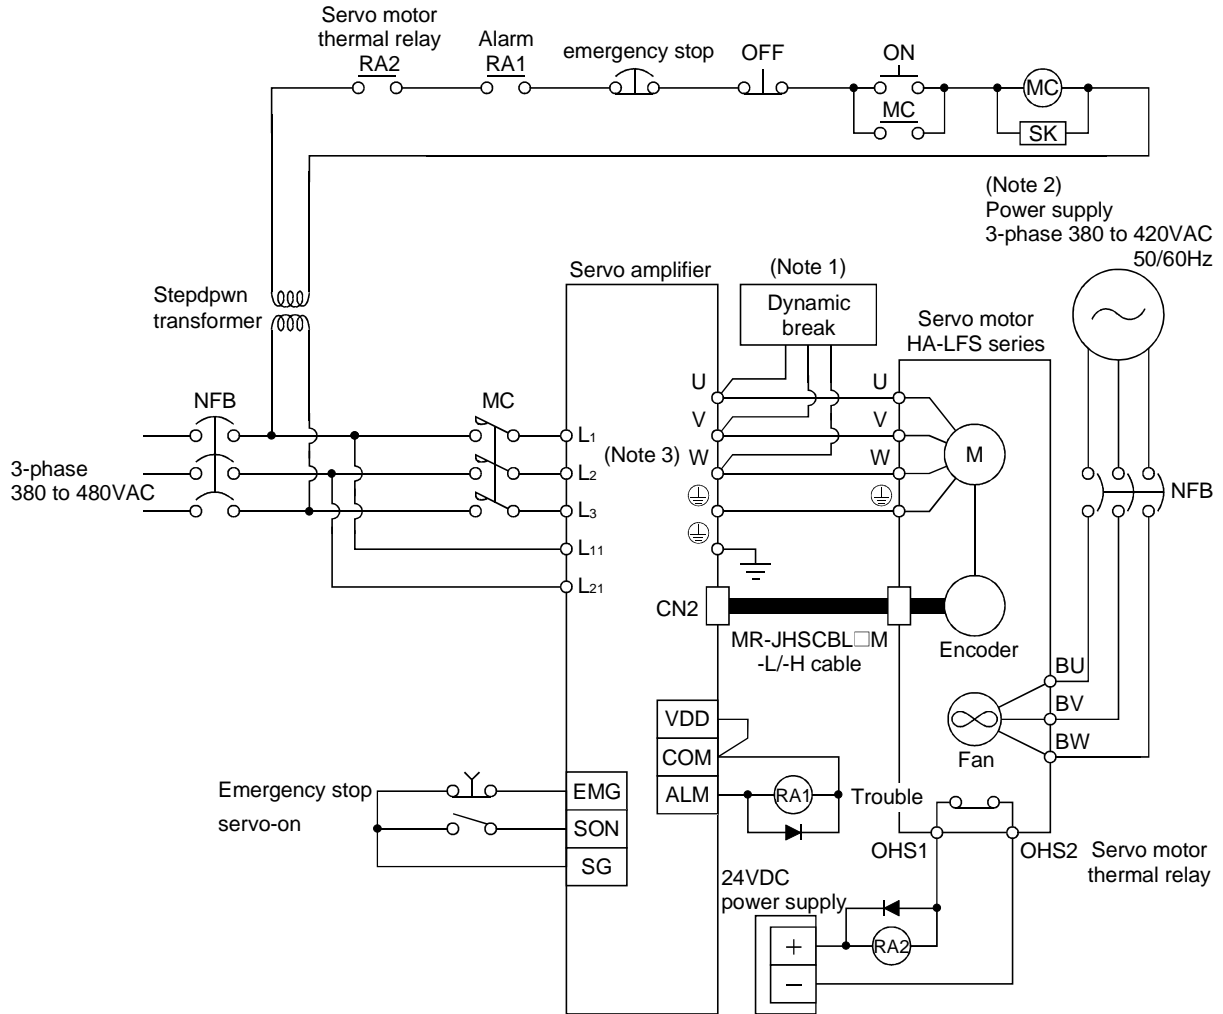 Servo motor
thermal relay
RA2
Alarm
RA1
emergency stop
OFF
ON
MC
MC
SK
(Note 2)
Power supply
3-phase 380 to 420VAC
50/60Hz
Stepdpwn
transformer
Servo amplifier
(Note 1)
Dynamic
break
Servo motor
HA-LFS series
NFB
MC
3-phase
380 to 480VAC
L1
L2
L3
L11
L21
(Note 3)
U
V
W
U
V
W
M
NFB
CN2
MR-JHSCBL□M
-L/-H cable
Encoder
BU
BV
BW
Fan
VDD
COM
ALM
RA1
Trouble
Emergency stop
servo-on
EMG
SON
SG
OHS1
OHS2
Servo motor
thermal relay
24VDC
power supply
+
−
RA2